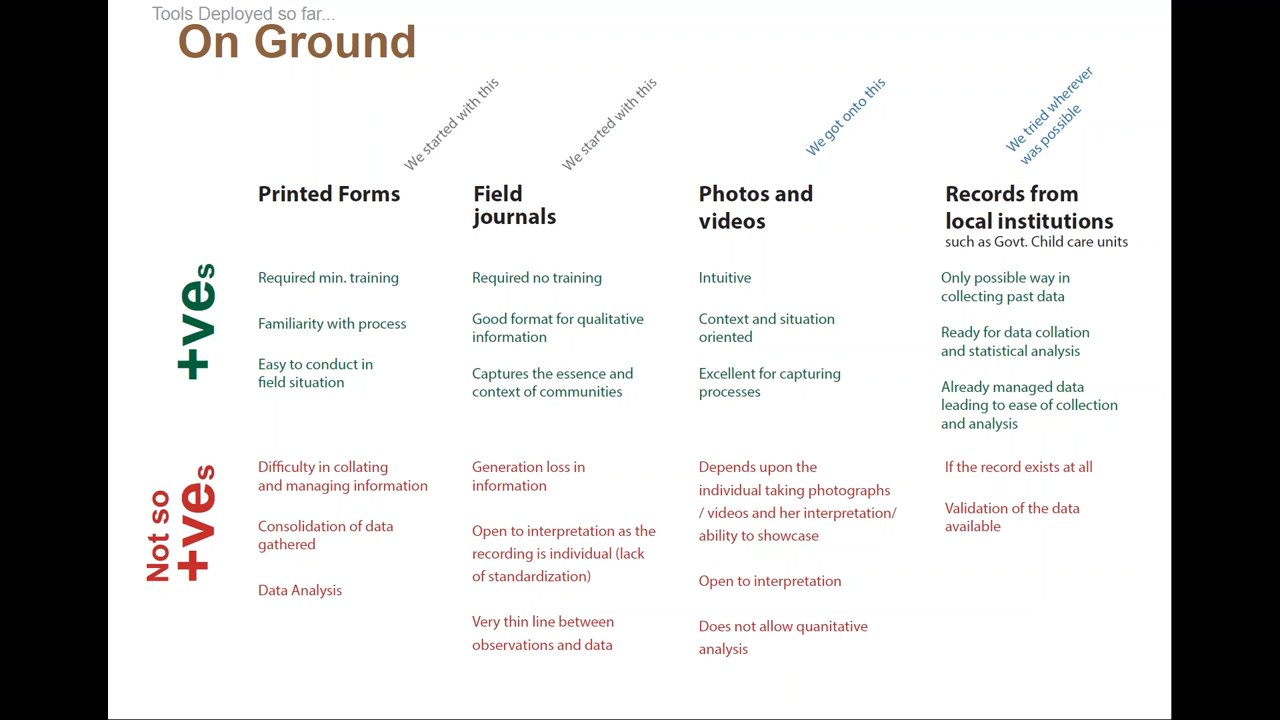 Tools Deployed so far...
On Ground
We started with this
We started with this
We got onto this
We tried wherever
was possible
Printed Forms
Field
journals
Photos and
videos
Records from
local institutions
such as Govt. Child care units
+ves
Required min. training
Familiarity with process
Easy to conduct in
field situation
Required no training
Good format for qualitative
information
Captures the essence and
context of communities
Intuitive
Context and situation
oriented
Excellent for capturing
processes
Only possible way in
collecting past data
Ready for data collation
and statistical analysis
Already managed data
leading to ease of collection
and analysis
Not so
+ves
Difficulty in collating
and managing information
Consolidation of data
gathered
Data Analysis
Generation loss in
information
Open to interpretation as the
recording is individual (lack
of standardization)
Very thin line between
observations and data
Depends upon the
individual taking photographs
/ videos and her interpretation/
ability to showcase
Open to interpretation
Does not allow quanitative
analysis
If the record exists at all
Validation of the data
available